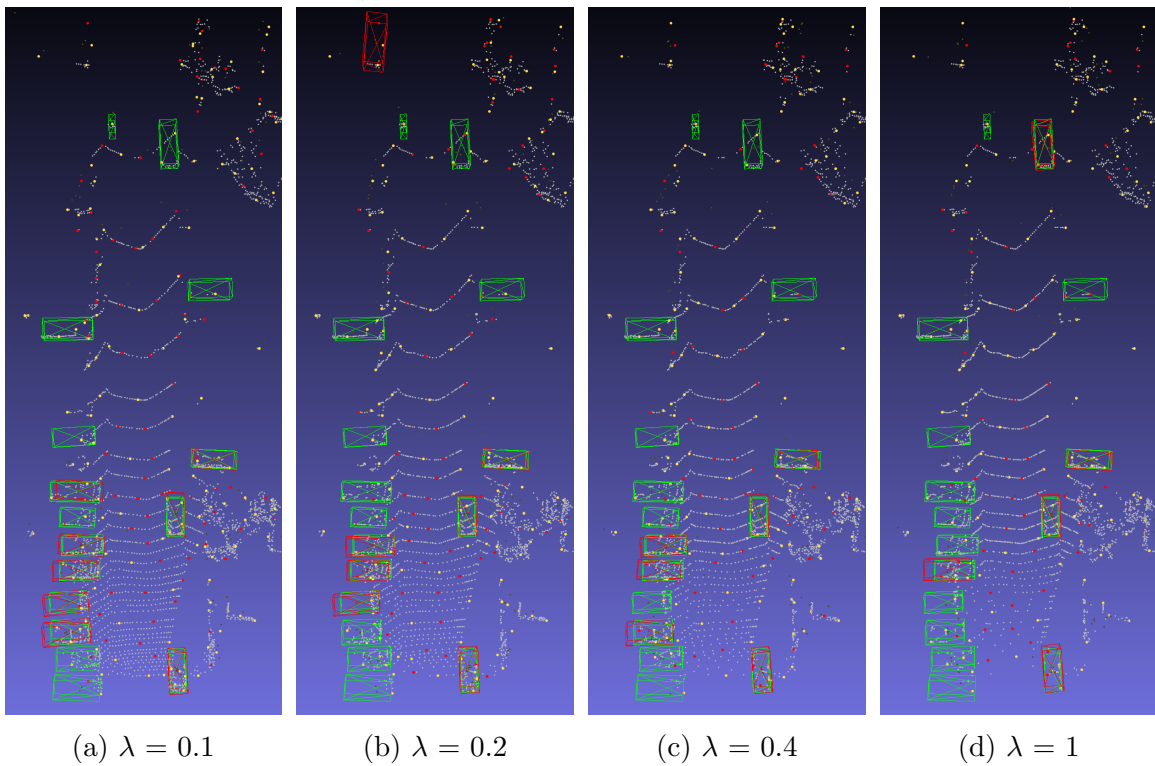 (a) λ = 0.1
(b) λ = 0.2
(c) λ = 0.4
(d) λ = 1